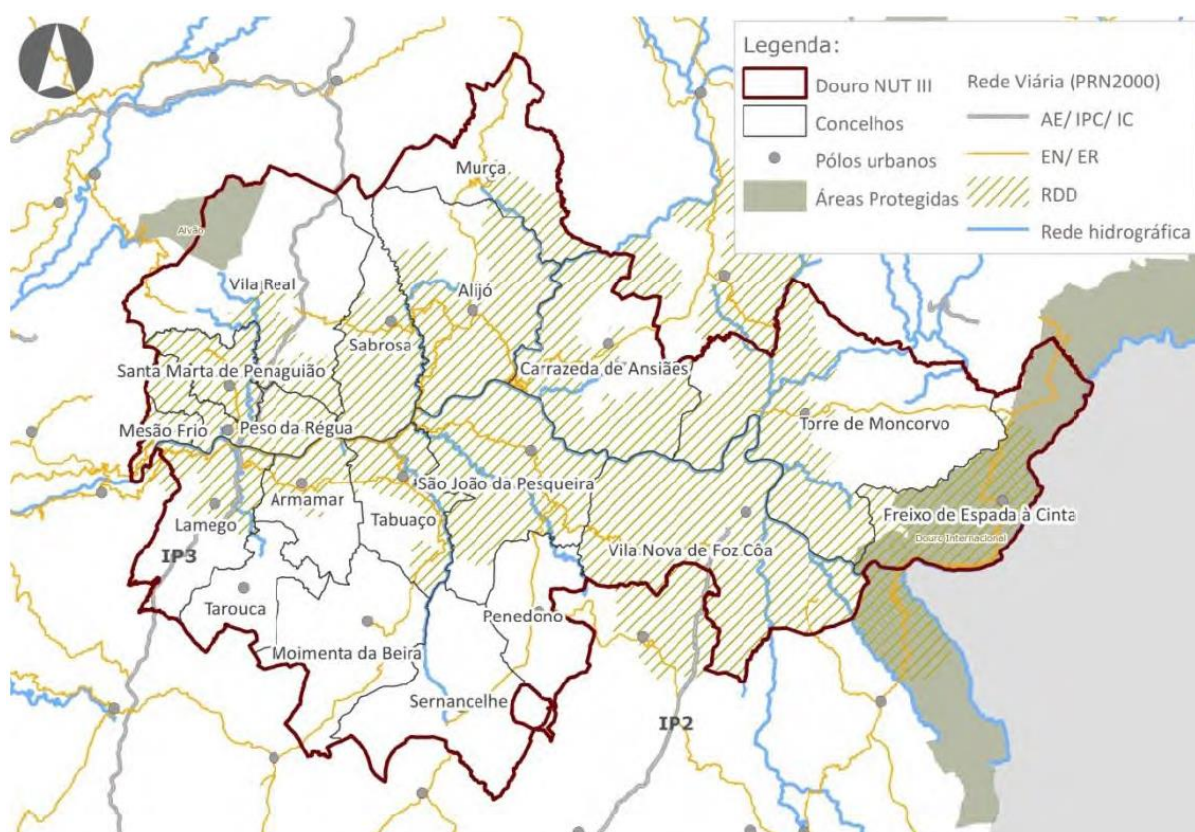 Legenda:
Douro NUT III
Concelhos
Pólos urbanos
Áreas Protegidas
Rede Viária (PRN2000)
AE/ IPC/ IC
EN/ ER
RDD
Rede hidrográfica
Murça
Alvão
Vila Real
Alijó
Sabrosa
Santa Marta de Penaguião
Carrazeda de Ansiães
Mesão Frio
Peso da Régua
Torre de Moncorvo
São João da Pesqueira
Armamar
Lamego
Tabuaço
Freixo de Espada à Cinta
Douro Internacional
IP3
Vila Nova de Foz Côa
Tarouca
Penedono
Moimenta da Beira
Sernancelhe
IP2